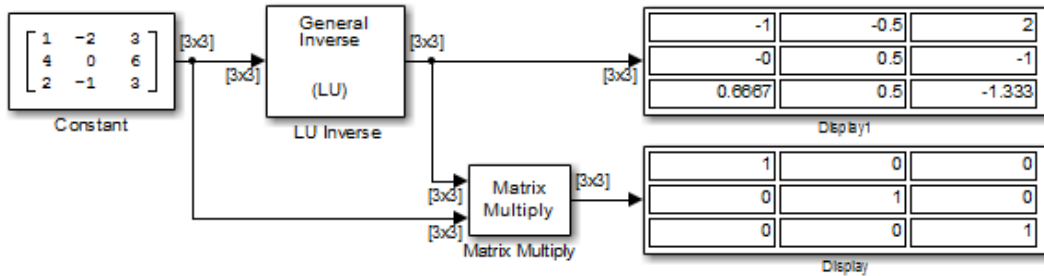 1 -2 3
4 0 6
2 -1 3
Constant
[3x3]
[3x3]
General
Inverse
(LU)
LU Inverse
[3x3]
[3x3]
-1 -0.5 2
-0 0.5 -1
0.6667 0.5 -1.333
Display1
[3x3]
[3x3]
Matrix
Multiply
Matrix Multiply
[3x3]
1 0 0
0 1 0
0 0 1
Display